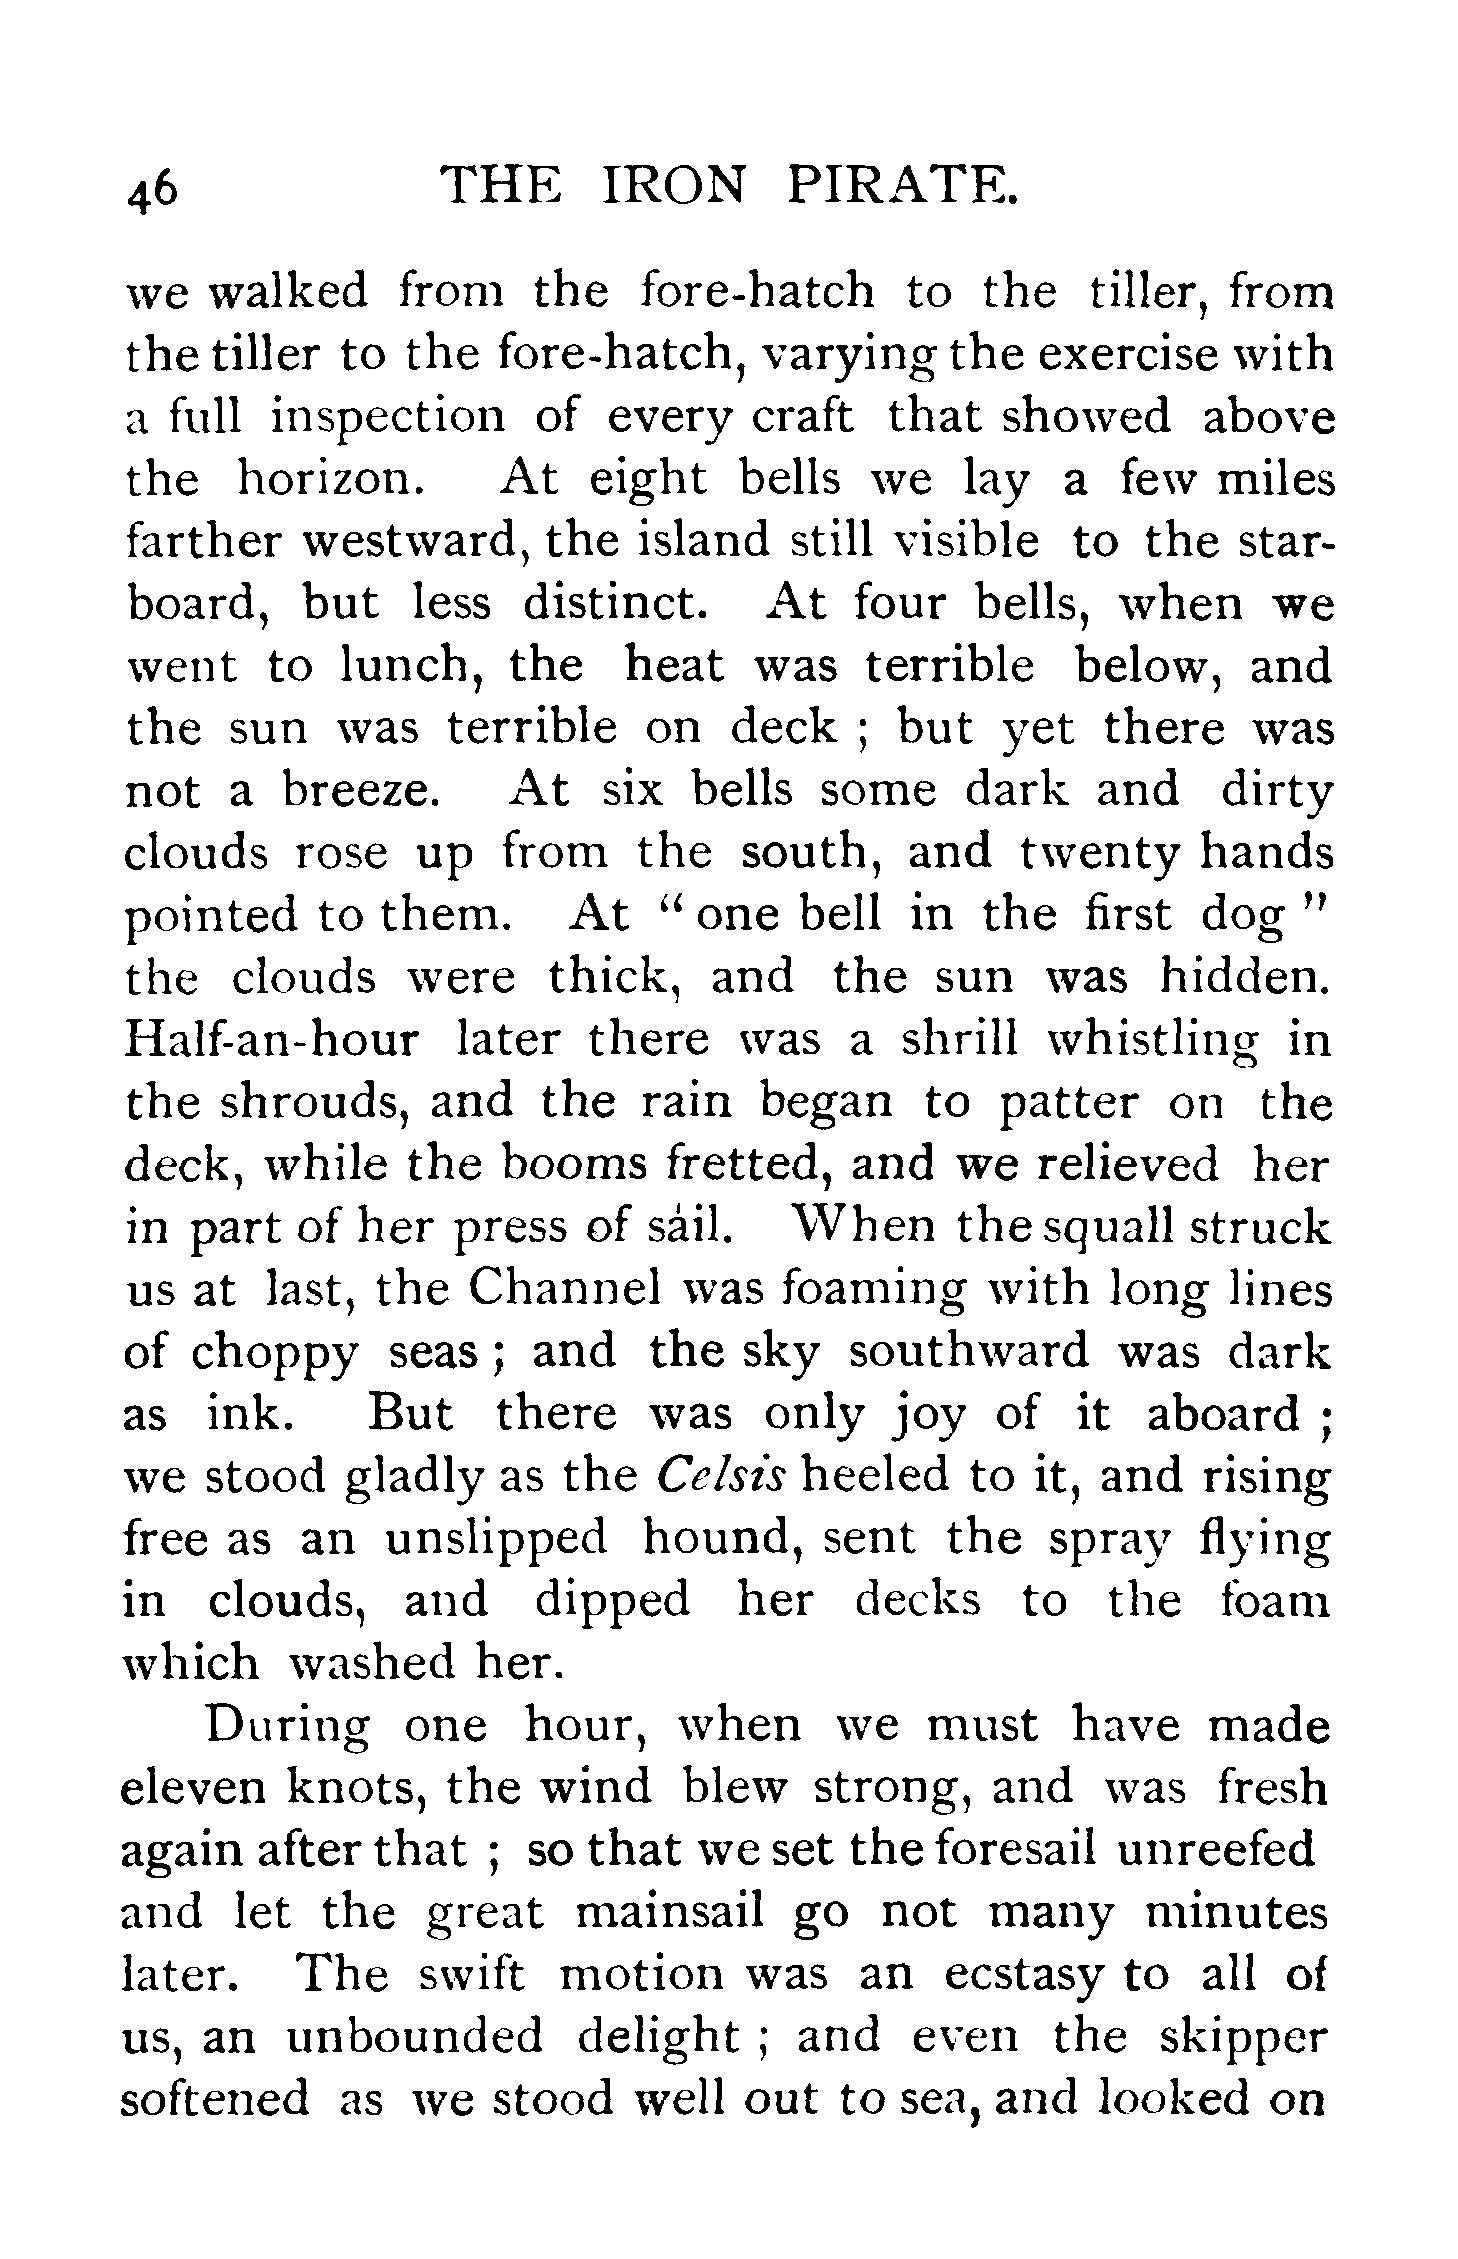 46 THE IRON PIRATE.
we walked from the fore-hatch to the tiller, from
the tiller to the fore-hatch, varying the exercise with
a full inspection of every craft that showed above
the horizon. At eight bells we lay a few miles
farther westward, the island still visible to the star-
board, but less distinct. At four bells, when we
went to lunch, the heat was terrible below, and
the sun was terrible on deck ; but yet there was
not a breeze. At six bells some dark and dirty
clouds rose up from the south, and twenty hands
pointed to them. At “ one bell in the first dog ”
the clouds were thick, and the sun was hidden.
Half-an-hour later there was a shrill whistling in
the shrouds, and the rain began to patter on the
deck, while the booms fretted, and we relieved her
in part of her press of sail. When the squall struck
us at last, the Channel was foaming with long lines
of choppy seas ; and the sky southward was dark
as ink. But there was only joy of it aboard ;
we stood gladly as the Celsis heeled to it, and rising
free as an unslipped hound, sent the spray flying
in clouds, and dipped her decks to the foam
which washed her.
During one hour, when we must have made
eleven knots, the wind blew strong, and was fresh
again after that ; so that we set the foresail unreefed
and let the great mainsail go not many minutes
later. The swift motion was an ecstasy to all of
us, an unbounded delight ; and even the skipper
softened as we stood well out to sea, and looked on